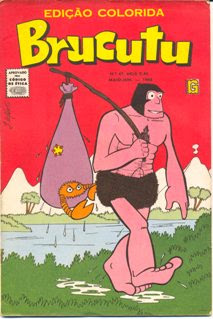 EDIÇÃO COLORIDA
BRUCUTU
APROVADO
PELO
CÓDIGO
DE ÉTICA